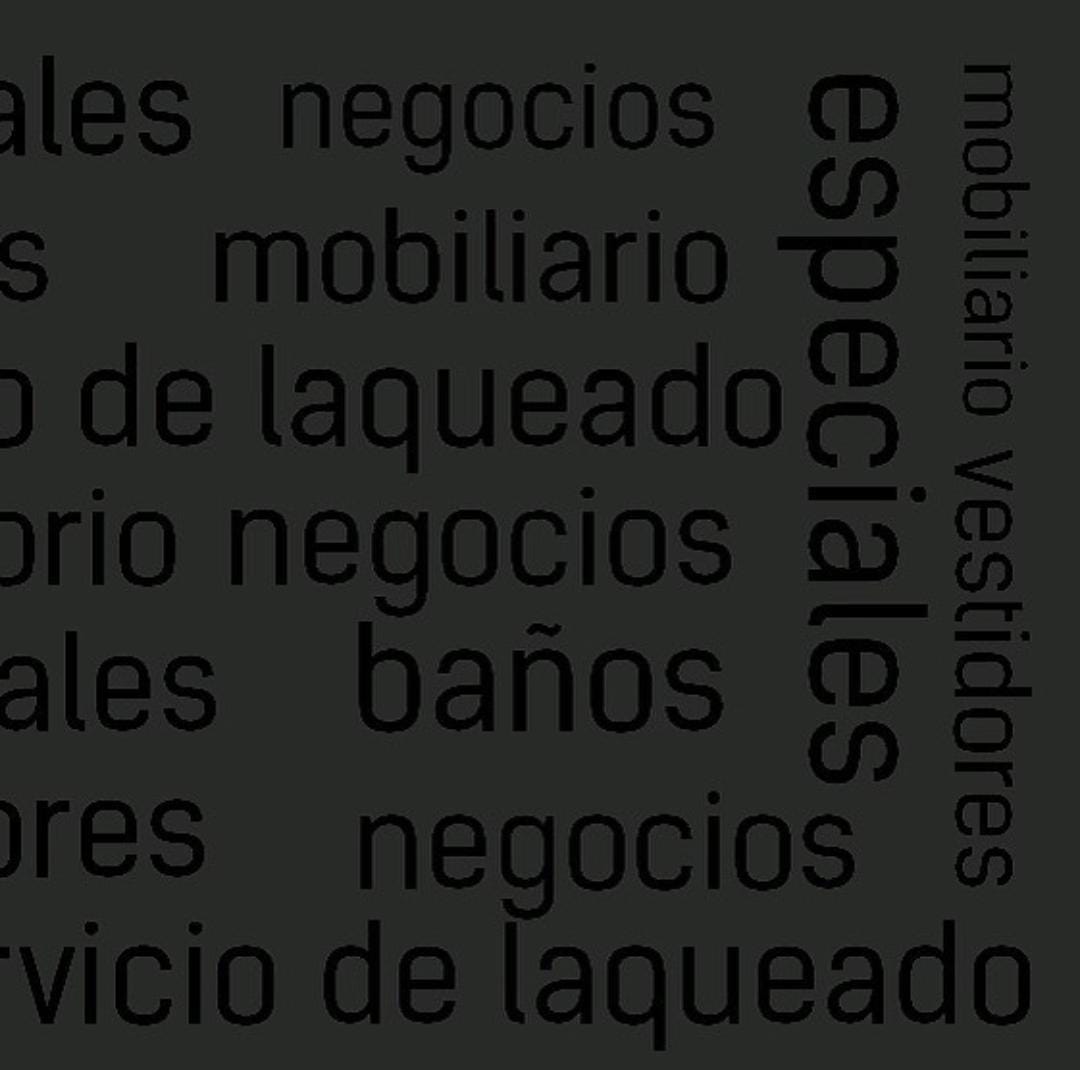 ales negocios
s mobiliario
o de laqueado
orio negocios
ales baños
ores negocios
rvicio de laqueado
especiales
mobiliario vestidores